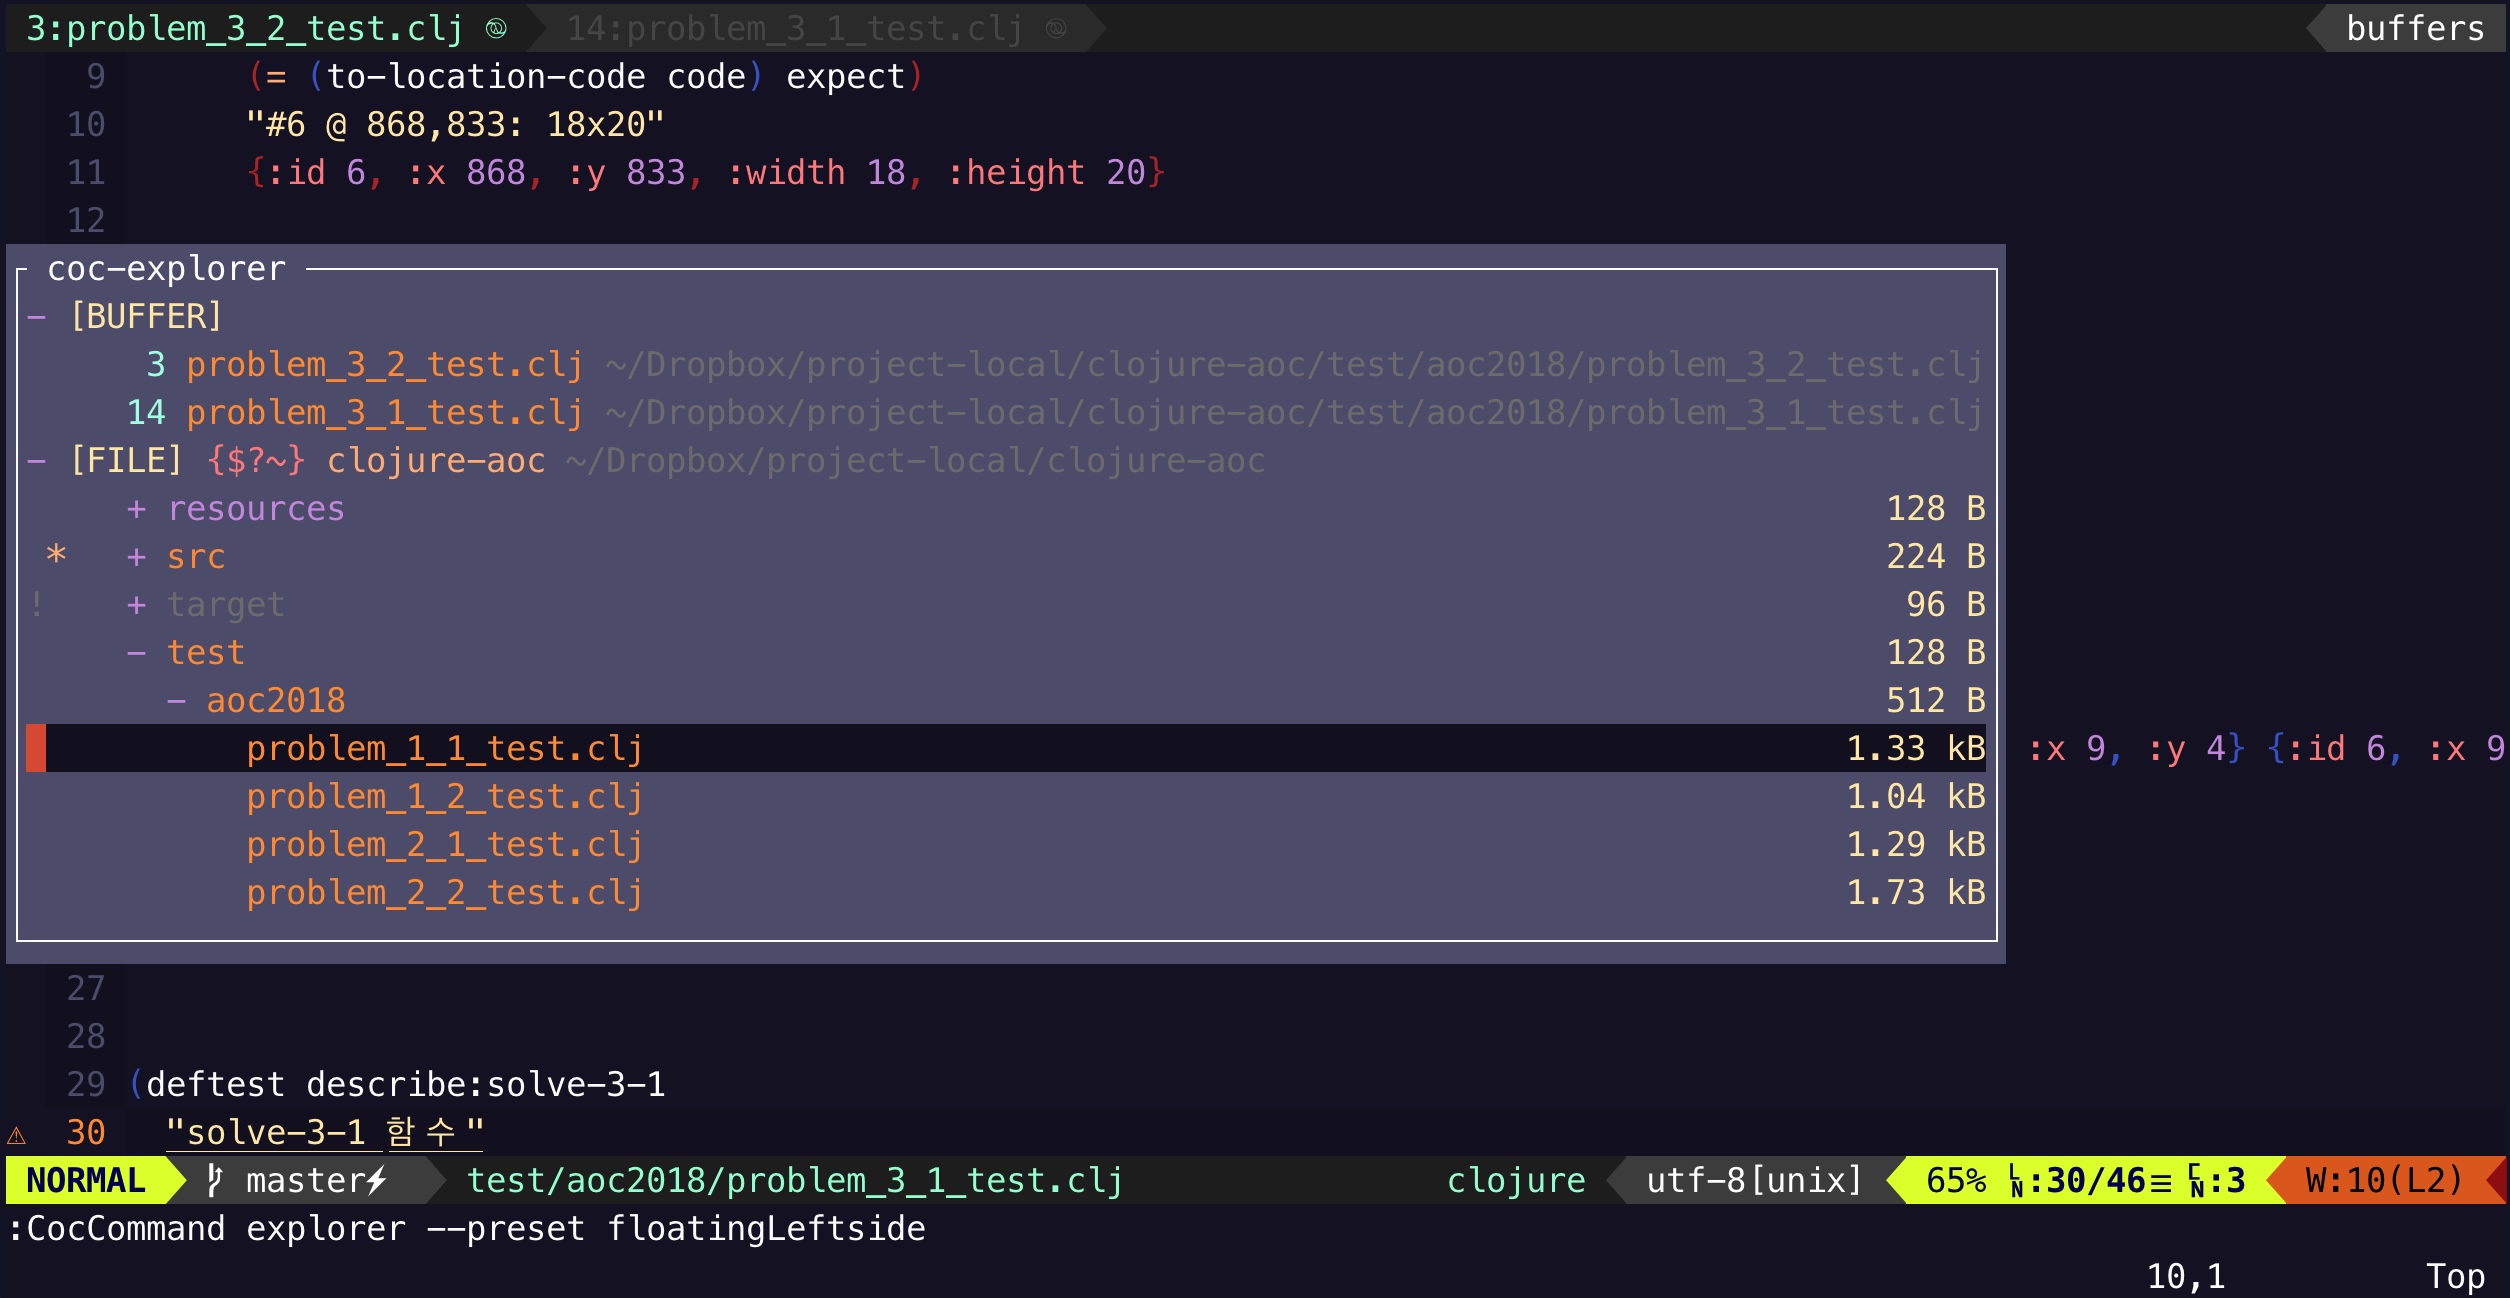 3:problem_3_2_test.clj 14:problem_3_1_test.clj buffers
9 (= (to-location-code code) expect)
10 "#6 @ 868,833: 18x20"
11 {:id 6, :x 868, :y 833, :width 18, :height 20}
12
coc-explorer
- [BUFFER]
3 problem_3_2_test.clj ~/Dropbox/project-local/clojure-aoc/test/aoc2018/problem_3_2_test.clj
14 problem_3_1_test.clj ~/Dropbox/project-local/clojure-aoc/test/aoc2018/problem_3_1_test.clj
- [FILE] {$?~} clojure-aoc ~/Dropbox/project-local/clojure-aoc
+ resources 128 B
* + src 224 B
! + target 96 B
- test 128 B
- aoc2018 512 B
problem_1_1_test.clj 1.33 kB :x 9, :y 4} {:id 6, :x 9
problem_1_2_test.clj 1.04 kB
problem_2_1_test.clj 1.29 kB
problem_2_2_test.clj 1.73 kB
27
28
29 (deftest describe:solve-3-1
⚠ 30 "solve-3-1 함수"
NORMAL master⚡ test/aoc2018/problem_3_1_test.clj clojure utf-8[unix] 65% LN:30/46≡ CN:3 W:10(L2)
:CocCommand explorer --preset floatingLeftside
10,1 Top